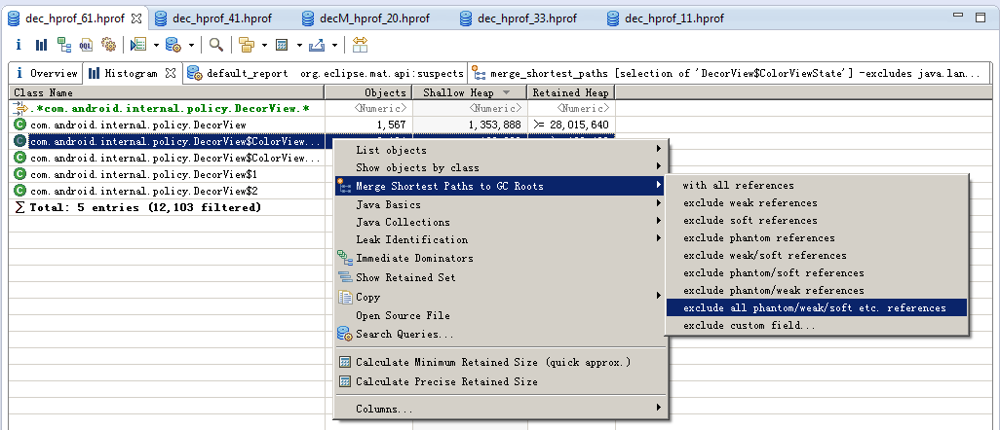 dec_hprof_61.hprof dec_hprof_41.hprof decM_hprof_20.hprof dec_hprof_33.hprof dec_hprof_11.hprof
i OQL
i Overview Histogram default_report org.eclipse.mat.api:suspects merge_shortest_paths [selection of 'DecorView$ColorViewState'] -excludes java.lan...
Class Name Objects Shallow Heap Retained Heap
.*com.android.internal.policy.DecorView.* <Numeric> <Numeric> <Numeric>
com.android.internal.policy.DecorView 1,567 1,353,888 >= 28,015,640
com.android.internal.policy.DecorView$ColorView...
com.android.internal.policy.DecorView$ColorView...
com.android.internal.policy.DecorView$1
com.android.internal.policy.DecorView$2
Σ Total: 5 entries (12,103 filtered)
List objects
Show objects by class
Merge Shortest Paths to GC Roots
Java Basics
Java Collections
Leak Identification
Immediate Dominators
Show Retained Set
Copy
Open Source File
Search Queries...
Calculate Minimum Retained Size (quick approx.)
Calculate Precise Retained Size
Columns...
with all references
exclude weak references
exclude soft references
exclude phantom references
exclude weak/soft references
exclude phantom/soft references
exclude phantom/weak references
exclude all phantom/weak/soft etc. references
exclude custom field...